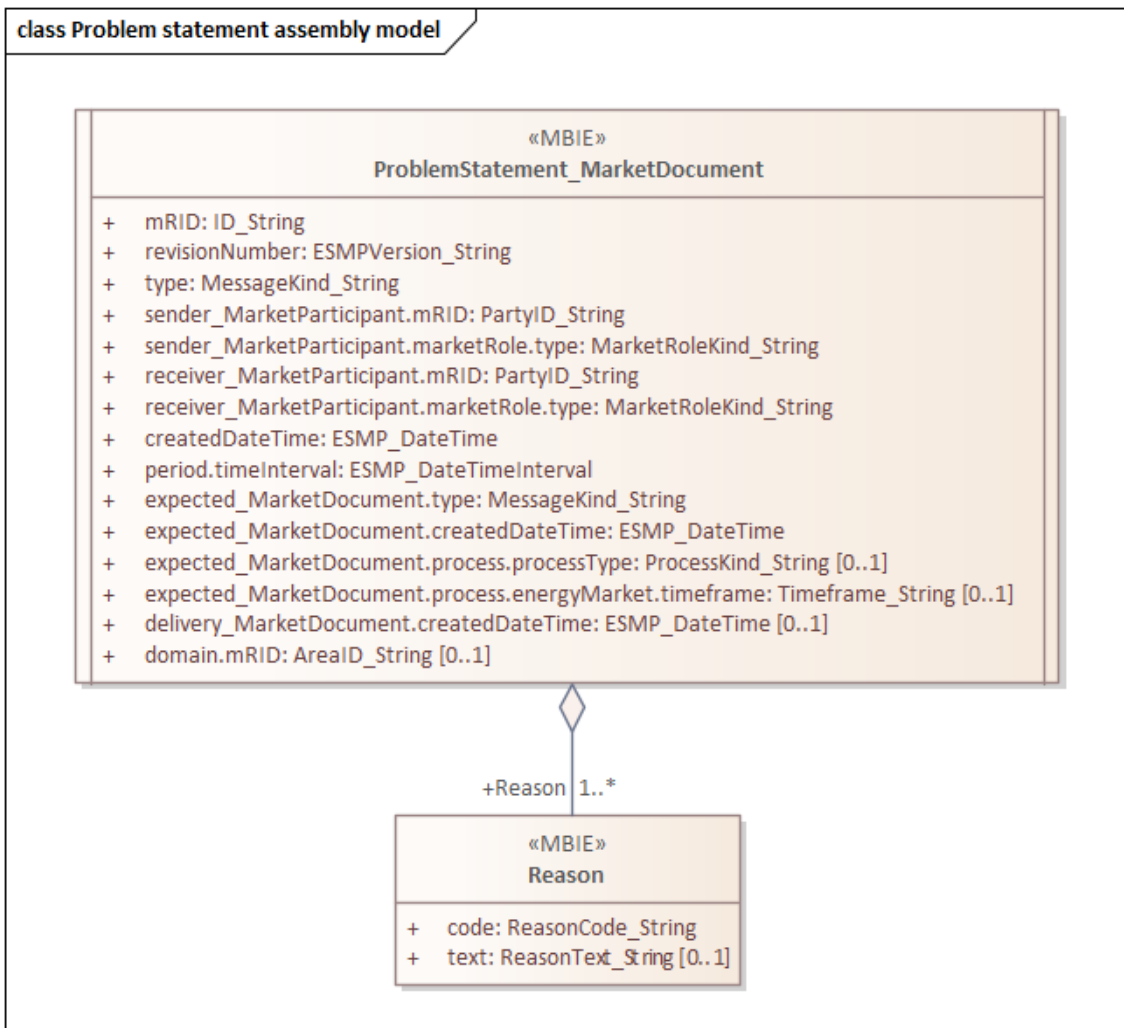 class Problem statement assembly model
«MBIE»
ProblemStatement_MarketDocument
+ mRID: ID_String
+ revisionNumber: ESMPVersion_String
+ type: MessageKind_String
+ sender_MarketParticipant.mRID: PartyID_String
+ sender_MarketParticipant.marketRole.type: MarketRoleKind_String
+ receiver_MarketParticipant.mRID: PartyID_String
+ receiver_MarketParticipant.marketRole.type: MarketRoleKind_String
+ createdDateTime: ESMP_DateTime
+ period.timeInterval: ESMP_DateTimeInterval
+ expected_MarketDocument.type: MessageKind_String
+ expected_MarketDocument.createdDateTime: ESMP_DateTime
+ expected_MarketDocument.process.processType: ProcessKind_String [0..1]
+ expected_MarketDocument.process.energyMarket.timeframe: Timeframe_String [0..1]
+ delivery_MarketDocument.createdDateTime: ESMP_DateTime [0..1]
+ domain.mRID: AreaID_String [0..1]
+Reason 1..*
«MBIE»
Reason
+ code: ReasonCode_String
+ text: ReasonText_String [0..1]